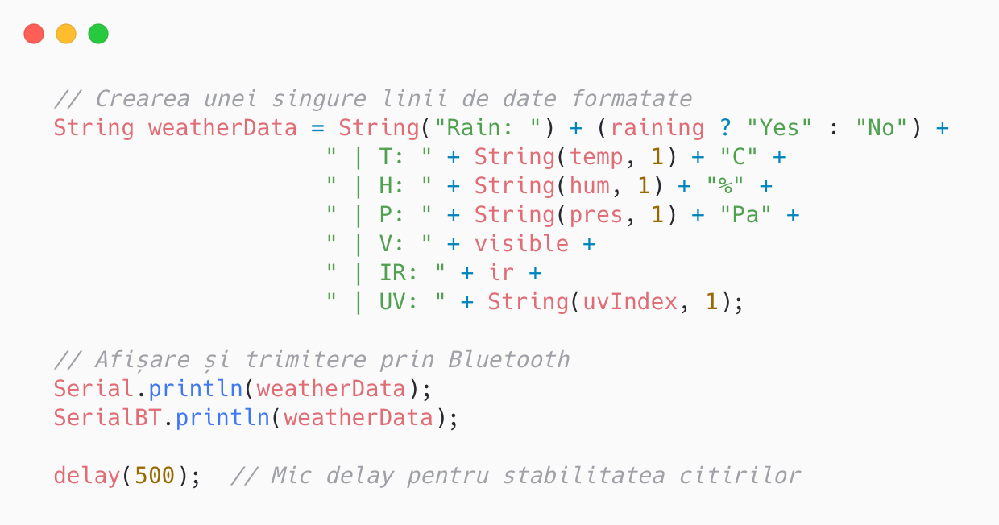 // Crearea unei singure linii de date formatate
String weatherData = String("Rain: ") + (raining ? "Yes" : "No") +
                    " | T: " + String(temp, 1) + "C" +
                    " | H: " + String(hum, 1) + "%" +
                    " | P: " + String(pres, 1) + "Pa" +
                    " | V: " + visible +
                    " | IR: " + ir +
                    " | UV: " + String(uvIndex, 1);

// Afișare și trimitere prin Bluetooth
Serial.println(weatherData);
SerialBT.println(weatherData);

delay(500);  // Mic delay pentru stabilitatea citirilor